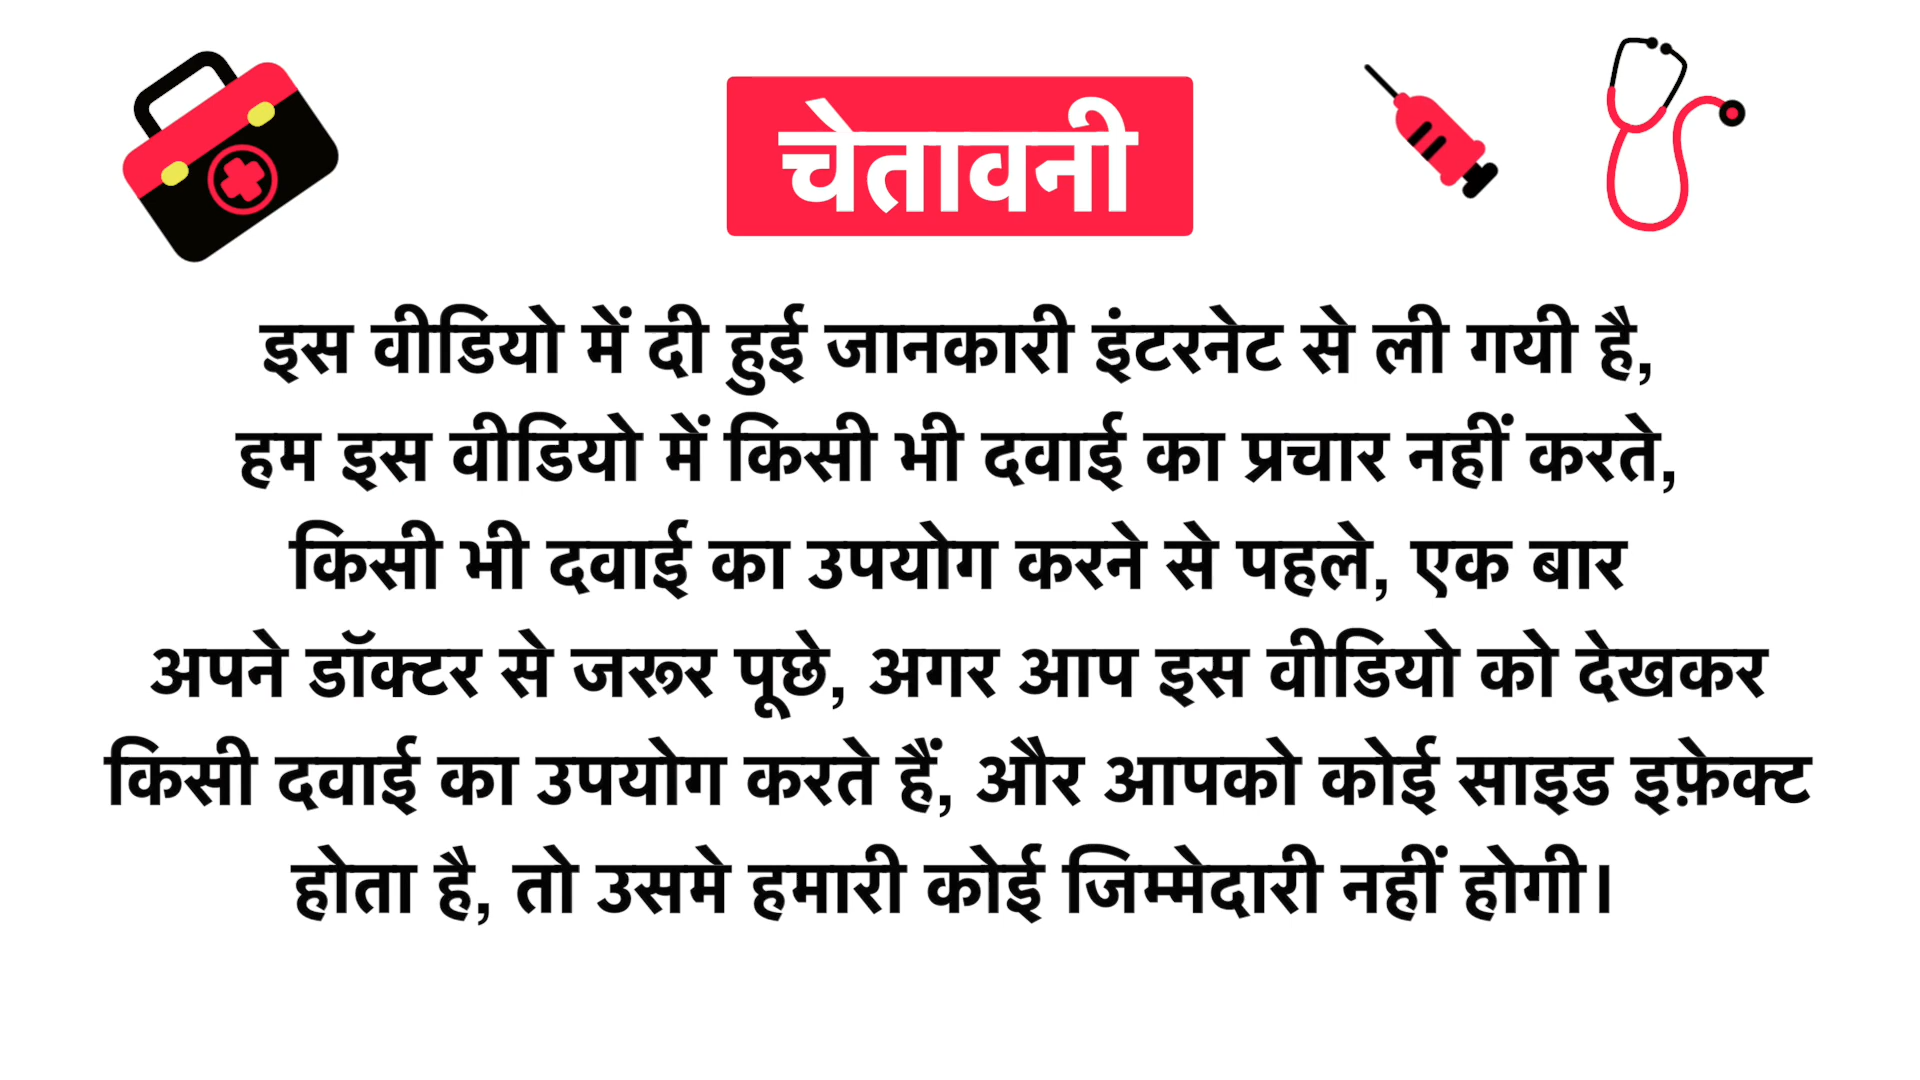 चेतावनी
इस वीडियो में दी हुई जानकारी इंटरनेट से ली गयी है,
हम इस वीडियो में किसी भी दवाई का प्रचार नहीं करते,
किसी भी दवाई का उपयोग करने से पहले, एक बार
अपने डॉक्टर से जरूर पूछे, अगर आप इस वीडियो को देखकर
किसी दवाई का उपयोग करते हैं, और आपको कोई साइड इफ़ेक्ट
होता है, तो उसमे हमारी कोई जिम्मेदारी नहीं होगी।